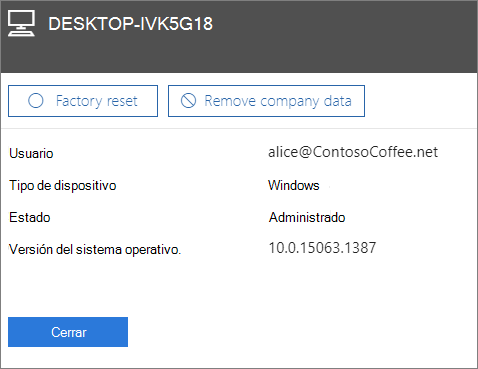 DESKTOP-IVK5G18
Factory reset Remove company data
Usuario alice@ContosoCoffee.net
Tipo de dispositivo Windows
Estado Administrado
Versión del sistema operativo. 10.0.15063.1387
Cerrar